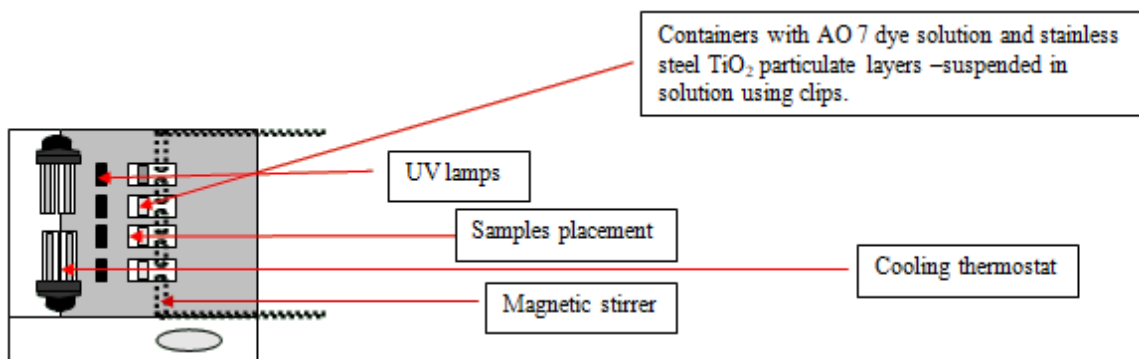 Containers with AO 7 dye solution and stainless
steel TiO₂ particulate layers –suspended in
solution using clips.
UV lamps
Samples placement
Cooling thermostat
Magnetic stirrer